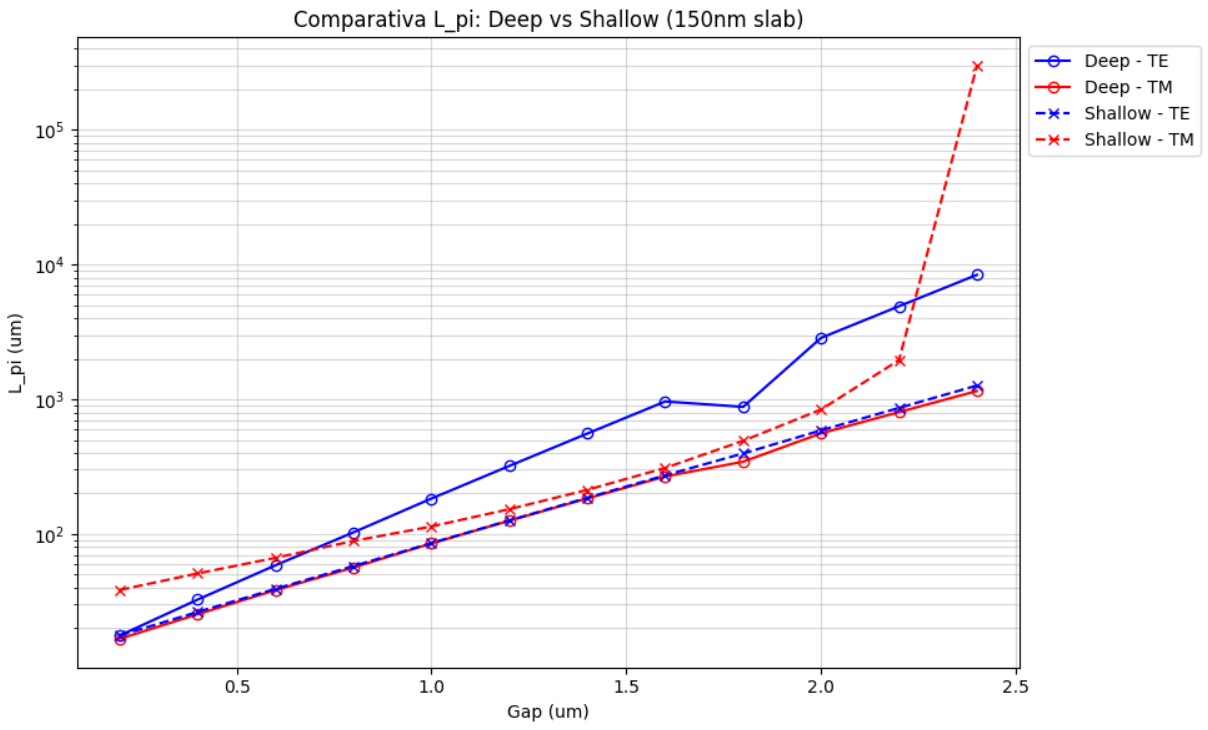 Comparativa L_pi: Deep vs Shallow (150nm slab)
Deep - TE
Deep - TM
Shallow - TE
Shallow - TM
10^5
10^4
10^3
10^2
L_pi (um)
0.5 1.0 1.5 2.0 2.5
Gap (um)